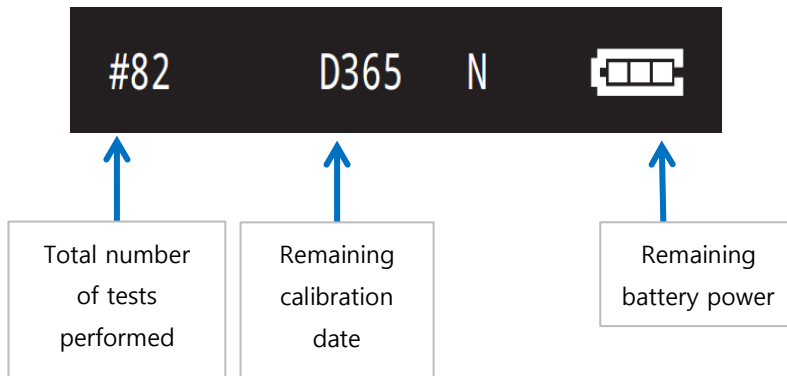 #82 D365 N
Total number
of tests
performed
Remaining
calibration
date
Remaining
battery power